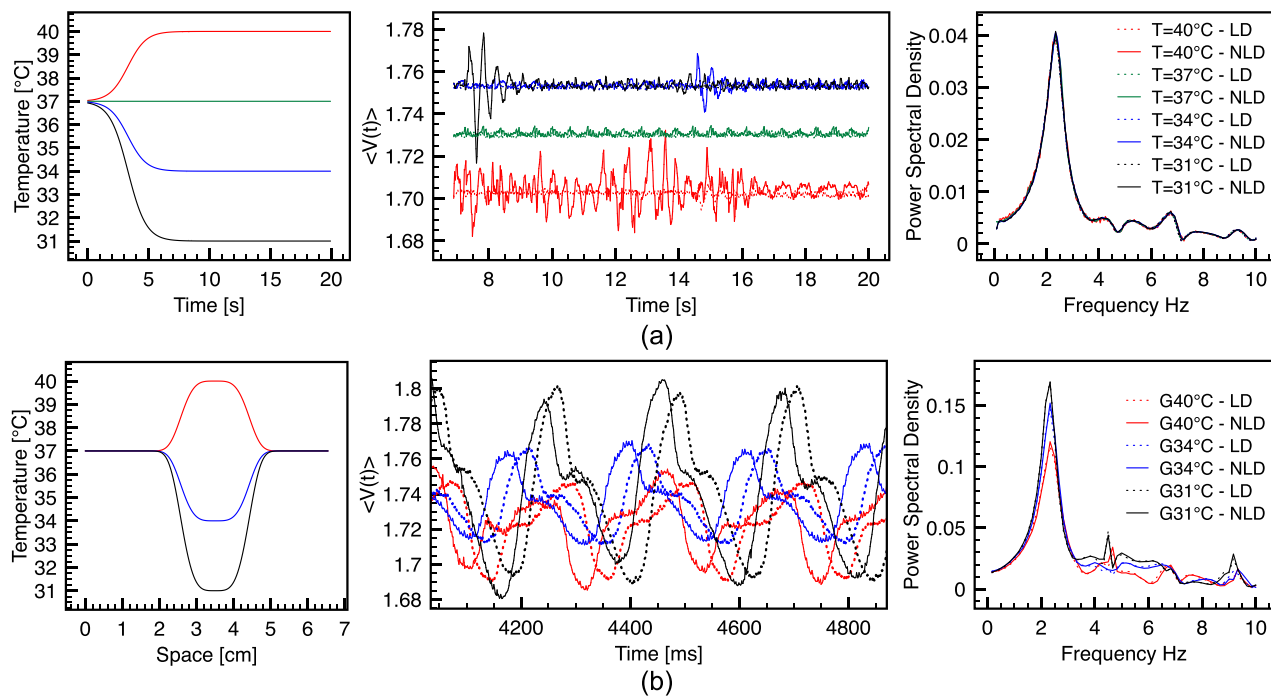 Temperature [°C]
40
39
38
37
36
35
34
33
32
31
0
5
10
15
20
Time [s]
<V(t)>
1.78
1.76
1.74
1.72
1.70
1.68
8
10
12
14
16
18
20
Time [s]
Power Spectral Density
0.04
0.03
0.02
0.01
0
0
2
4
6
8
10
Frequency Hz
T=40°C - LD
T=40°C - NLD
T=37°C - LD
T=37°C - NLD
T=34°C - LD
T=34°C - NLD
T=31°C - LD
T=31°C - NLD
(a)
Temperature [°C]
40
39
38
37
36
35
34
33
32
31
0
1
2
3
4
5
6
7
Space [cm]
<V(t)>
1.8
1.78
1.76
1.74
1.72
1.7
1.68
4200
4400
4600
4800
Time [ms]
Power Spectral Density
0.15
0.1
0.05
0
0
2
4
6
8
10
Frequency Hz
G40°C - LD
G40°C - NLD
G34°C - LD
G34°C - NLD
G31°C - LD
G31°C - NLD
(b)